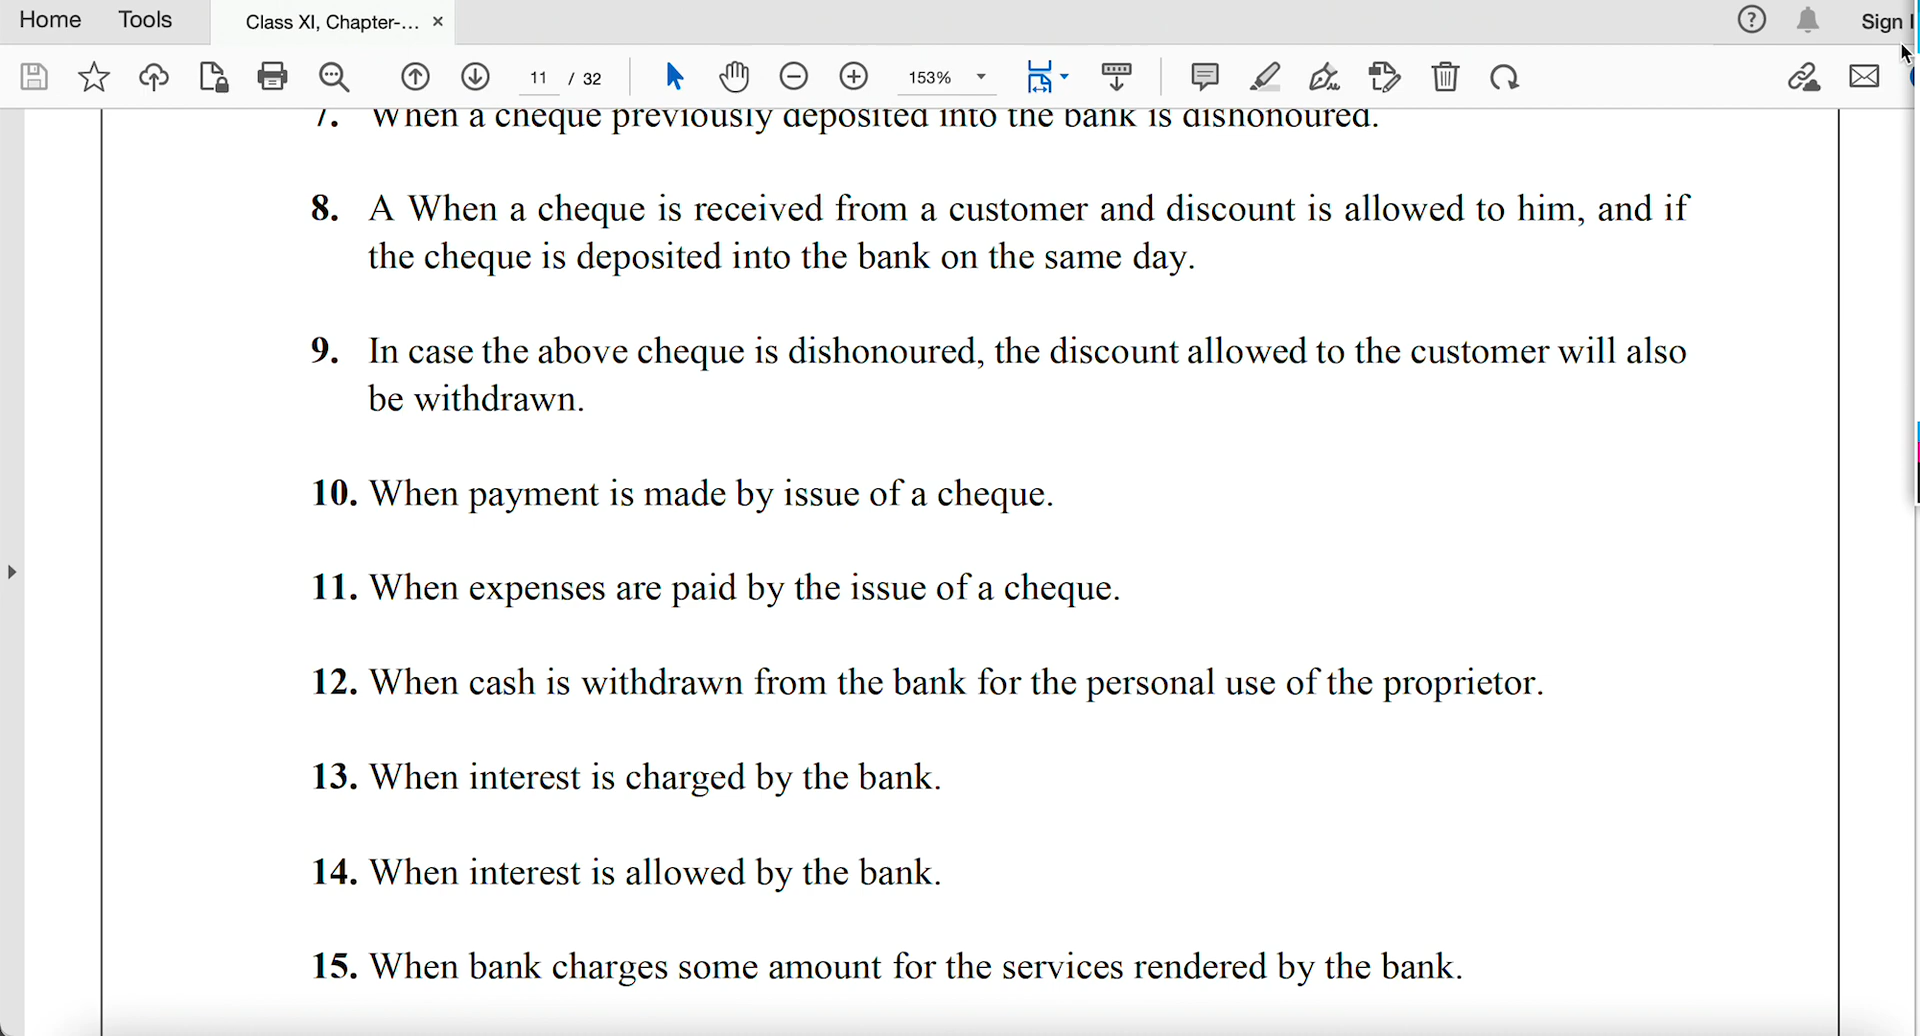 Home Tools Class XI, Chapter-... × Sign
11 / 32 153%
7. When a cheque previously deposited into the bank is dishonoured.
8. A When a cheque is received from a customer and discount is allowed to him, and if
the cheque is deposited into the bank on the same day.
9. In case the above cheque is dishonoured, the discount allowed to the customer will also
be withdrawn.
10. When payment is made by issue of a cheque.
11. When expenses are paid by the issue of a cheque.
12. When cash is withdrawn from the bank for the personal use of the proprietor.
13. When interest is charged by the bank.
14. When interest is allowed by the bank.
15. When bank charges some amount for the services rendered by the bank.